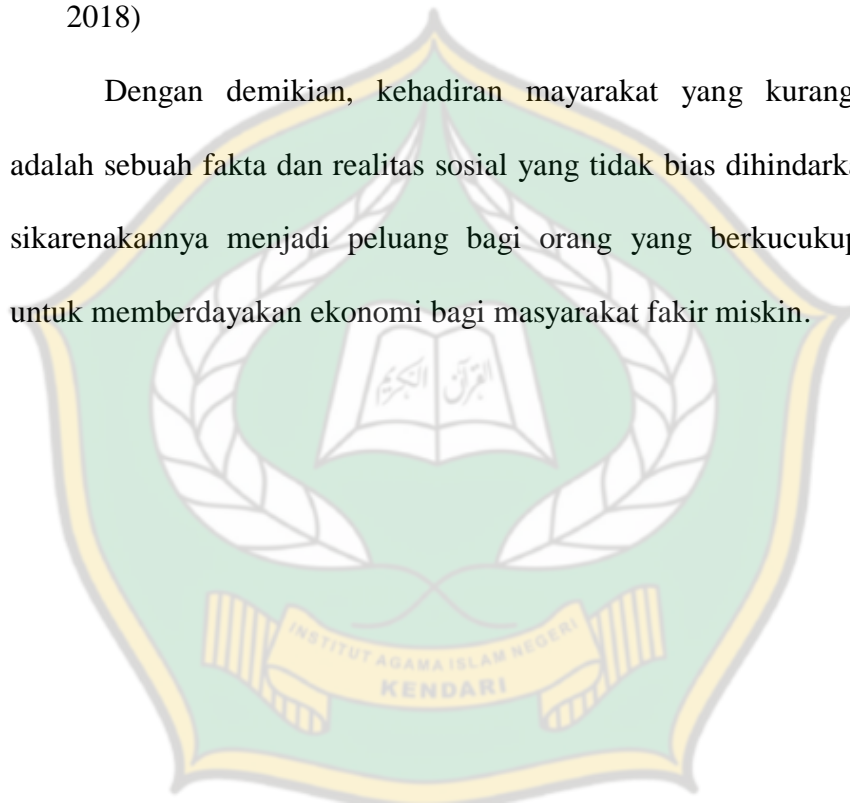 2018)
Dengan demikian, kehadiran mayarakat yang kurang
adalah sebuah fakta dan realitas sosial yang tidak bias dihindarka
sikarenakannya menjadi peluang bagi orang yang berkucukup
untuk memberdayakan ekonomi bagi masyarakat fakir miskin.
القرآن الكريم
INSTITUT AGAMA ISLAM NEGERI
KENDARI